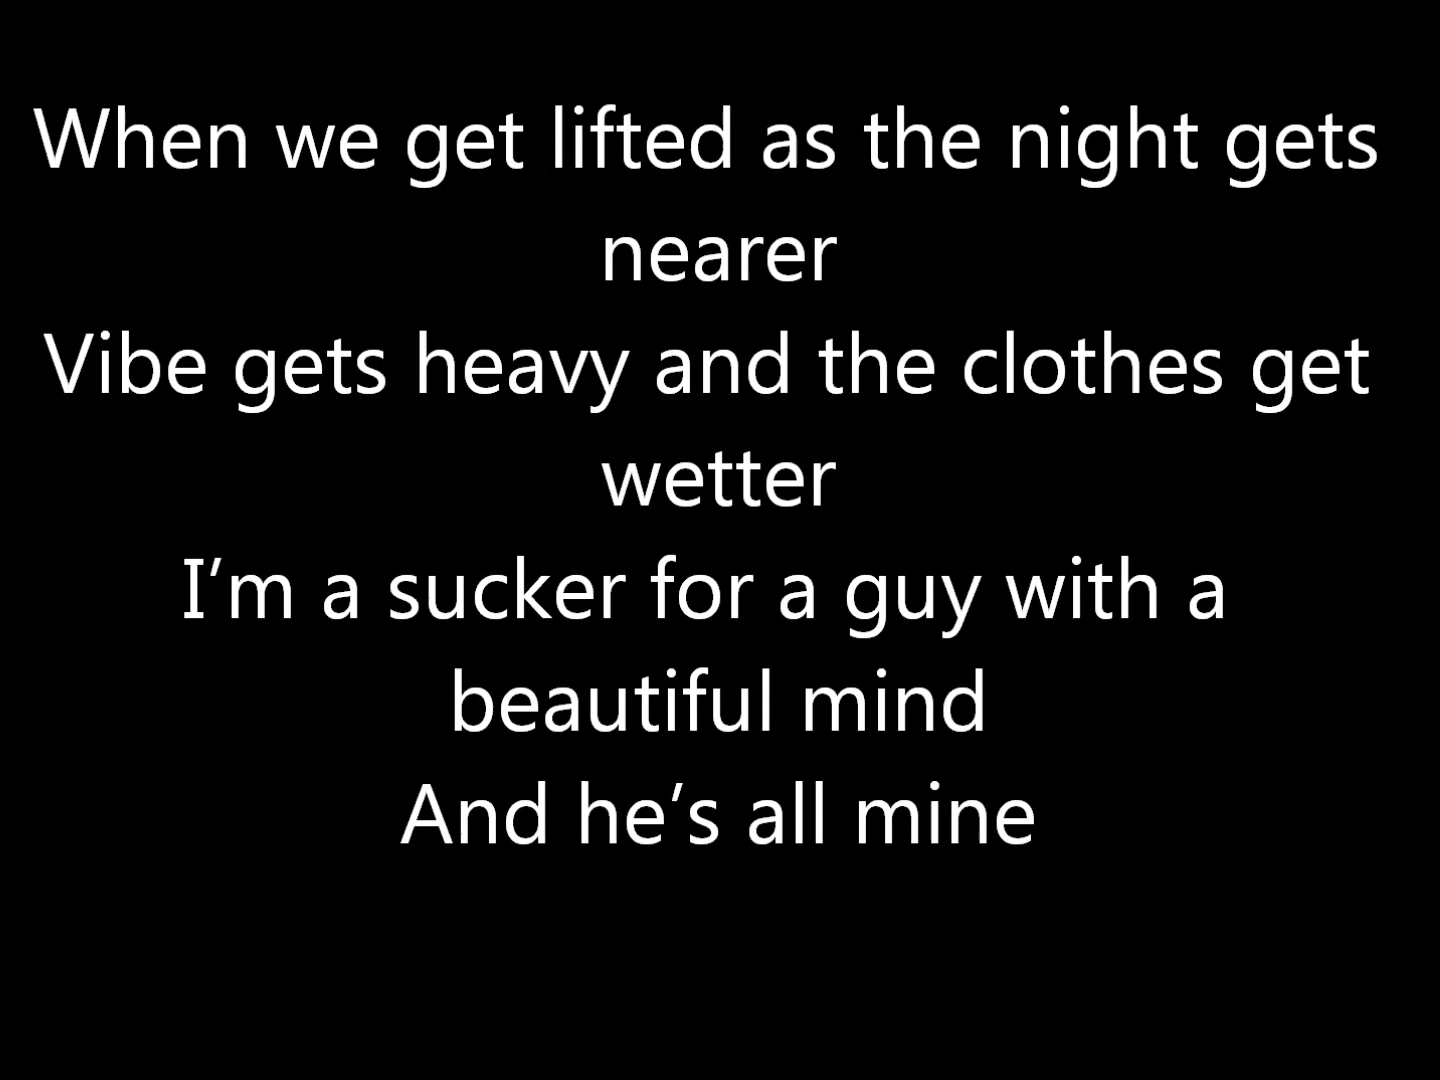 When we get lifted as the night gets
nearer
Vibe gets heavy and the clothes get
wetter
I’m a sucker for a guy with a
beautiful mind
And he’s all mine